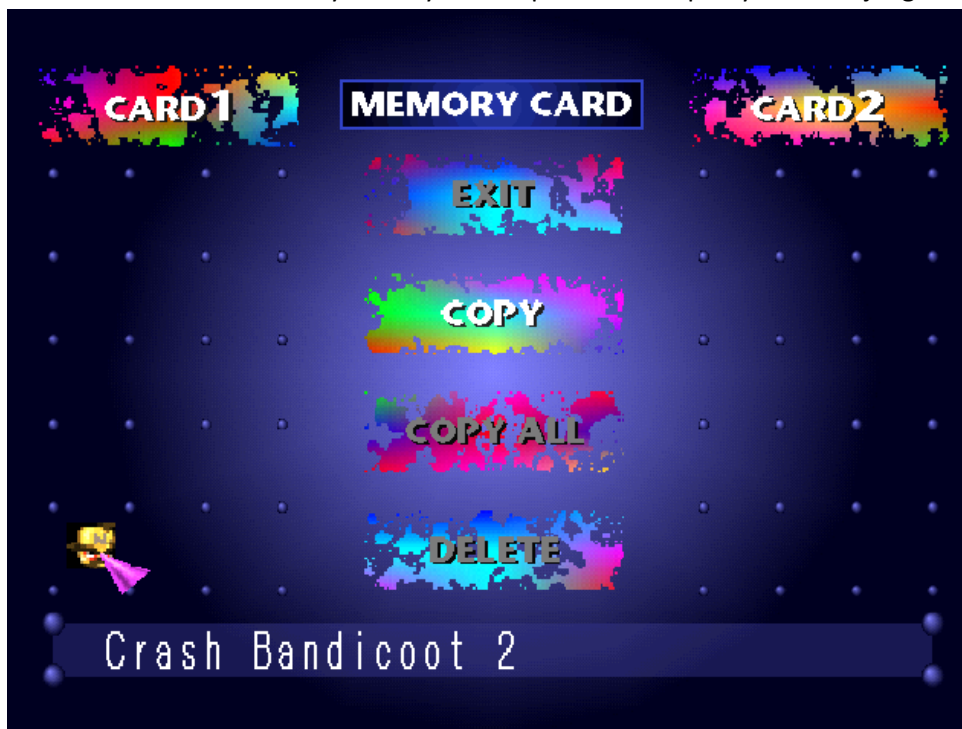 CARD1
MEMORY CARD
CARD2
EXIT
COPY
COPY ALL
DELETE
Crash Bandicoot 2